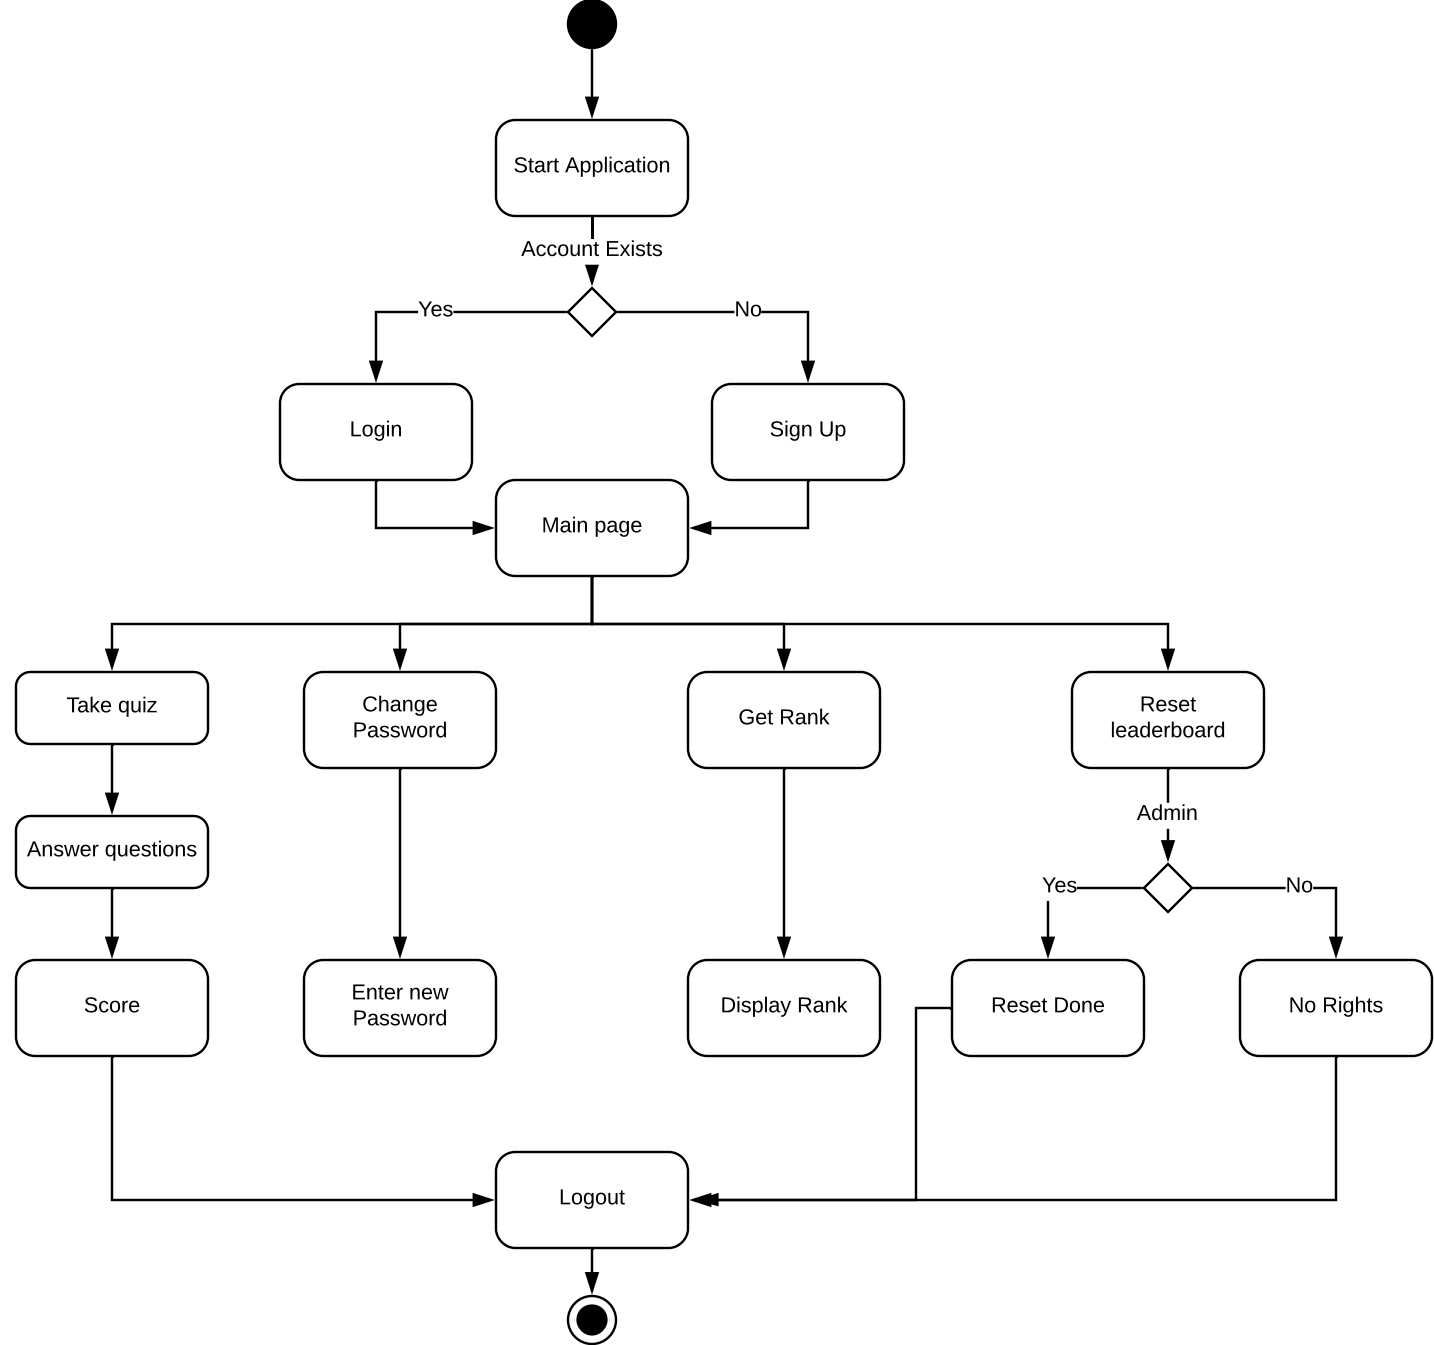 Start Application
Account Exists
Yes
No
Login
Sign Up
Main page
Take quiz
Change
Password
Get Rank
Reset
leaderboard
Admin
Answer questions
Yes
No
Score
Enter new
Password
Display Rank
Reset Done
No Rights
Logout